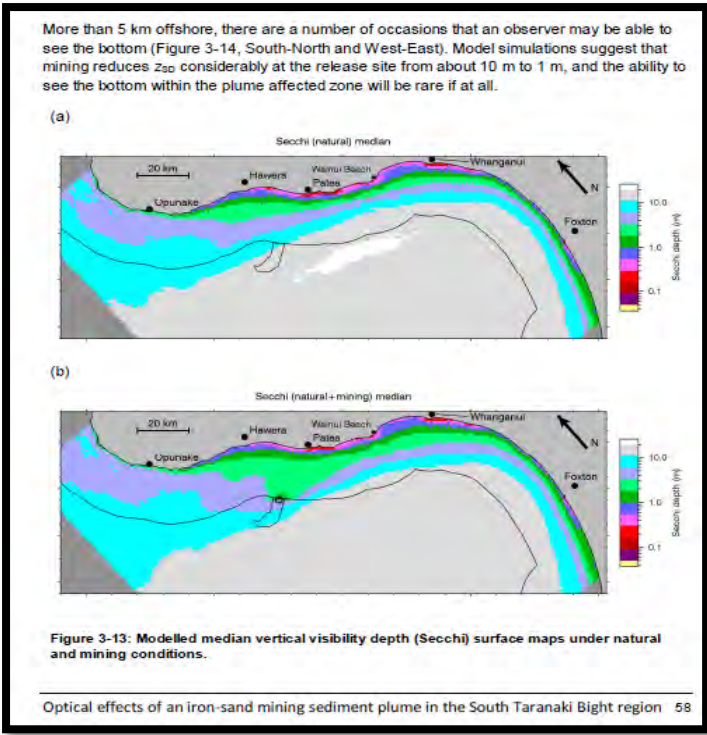 More than 5 km offshore, there are a number of occasions that an observer may be able to
see the bottom (Figure 3-14, South-North and West-East). Model simulations suggest that
mining reduces zSD considerably at the release site from about 10 m to 1 m, and the ability to
see the bottom within the plume affected zone will be rare if at all.
(a)
Secchi (natural) median
20 km
Hawera
Wainui Beach
Whanganui
Patea
Opunake
N
Foxton
10.0
1.0
0.1
Secchi depth (m)
(b)
Secchi (natural+mining) median
20 km
Hawera
Wainui Beach
Whanganui
Patea
Opunake
N
Foxton
10.0
1.0
0.1
Secchi depth (m)
Figure 3-13: Modelled median vertical visibility depth (Secchi) surface maps under natural
and mining conditions.
Optical effects of an iron-sand mining sediment plume in the South Taranaki Bight region 58